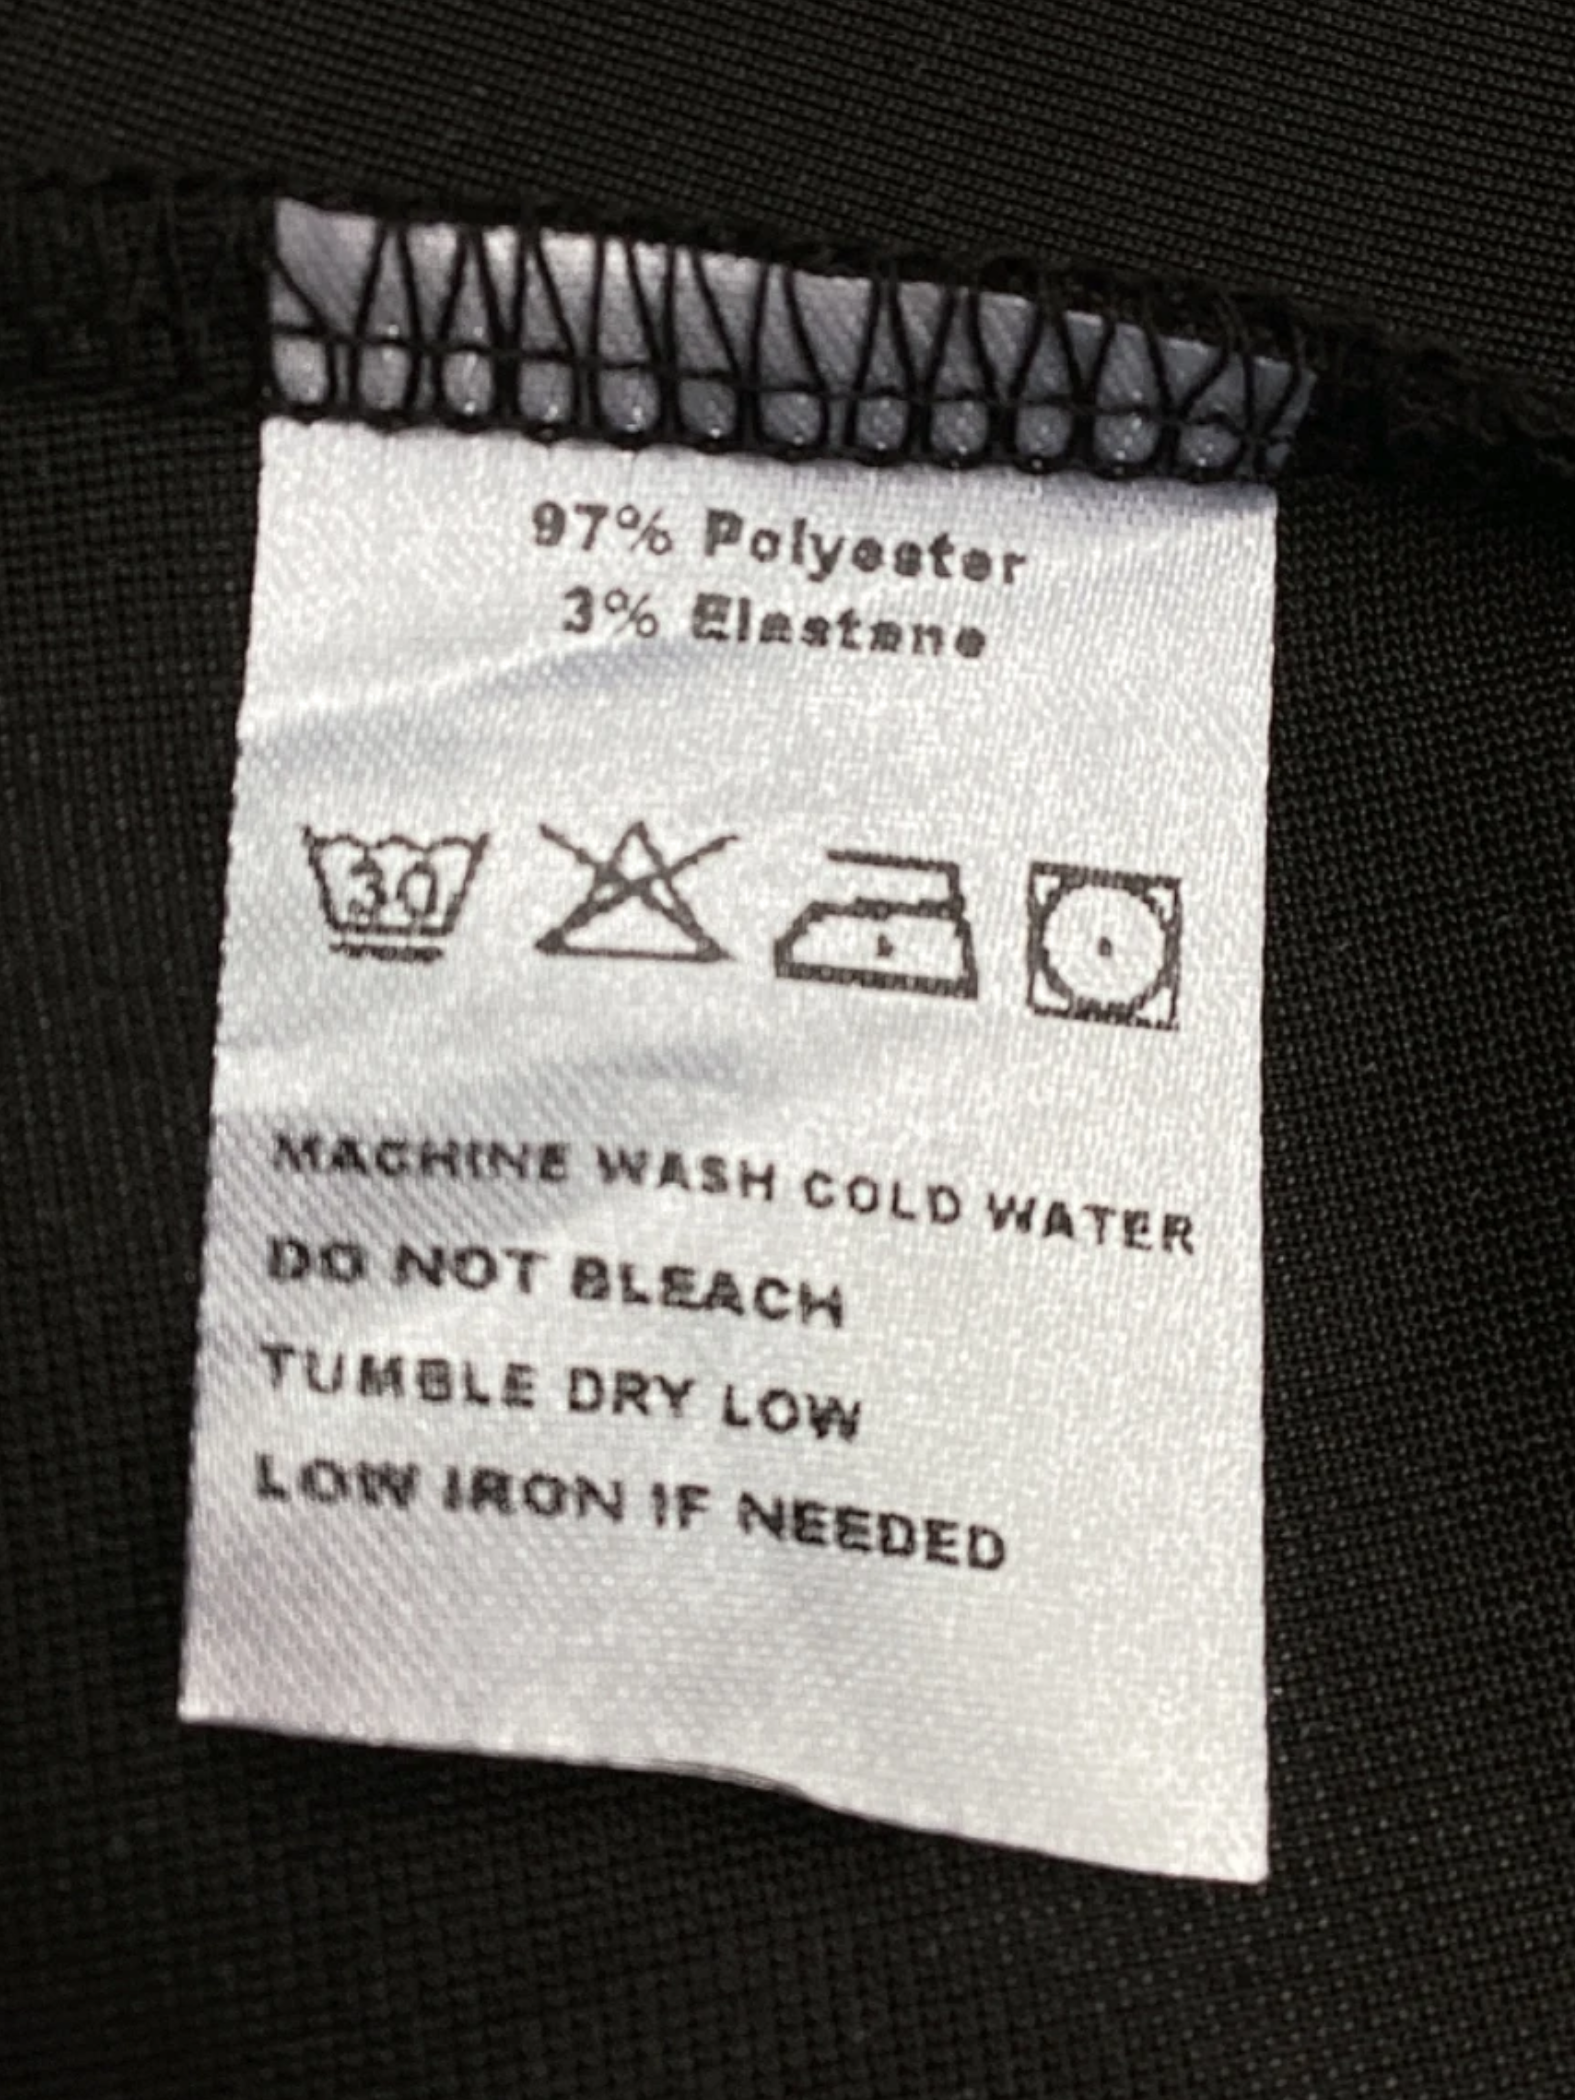 97% Polyester
3% Elastane
30
MACHINE WASH COLD WATER
DO NOT BLEACH
TUMBLE DRY LOW
LOW IRON IF NEEDED